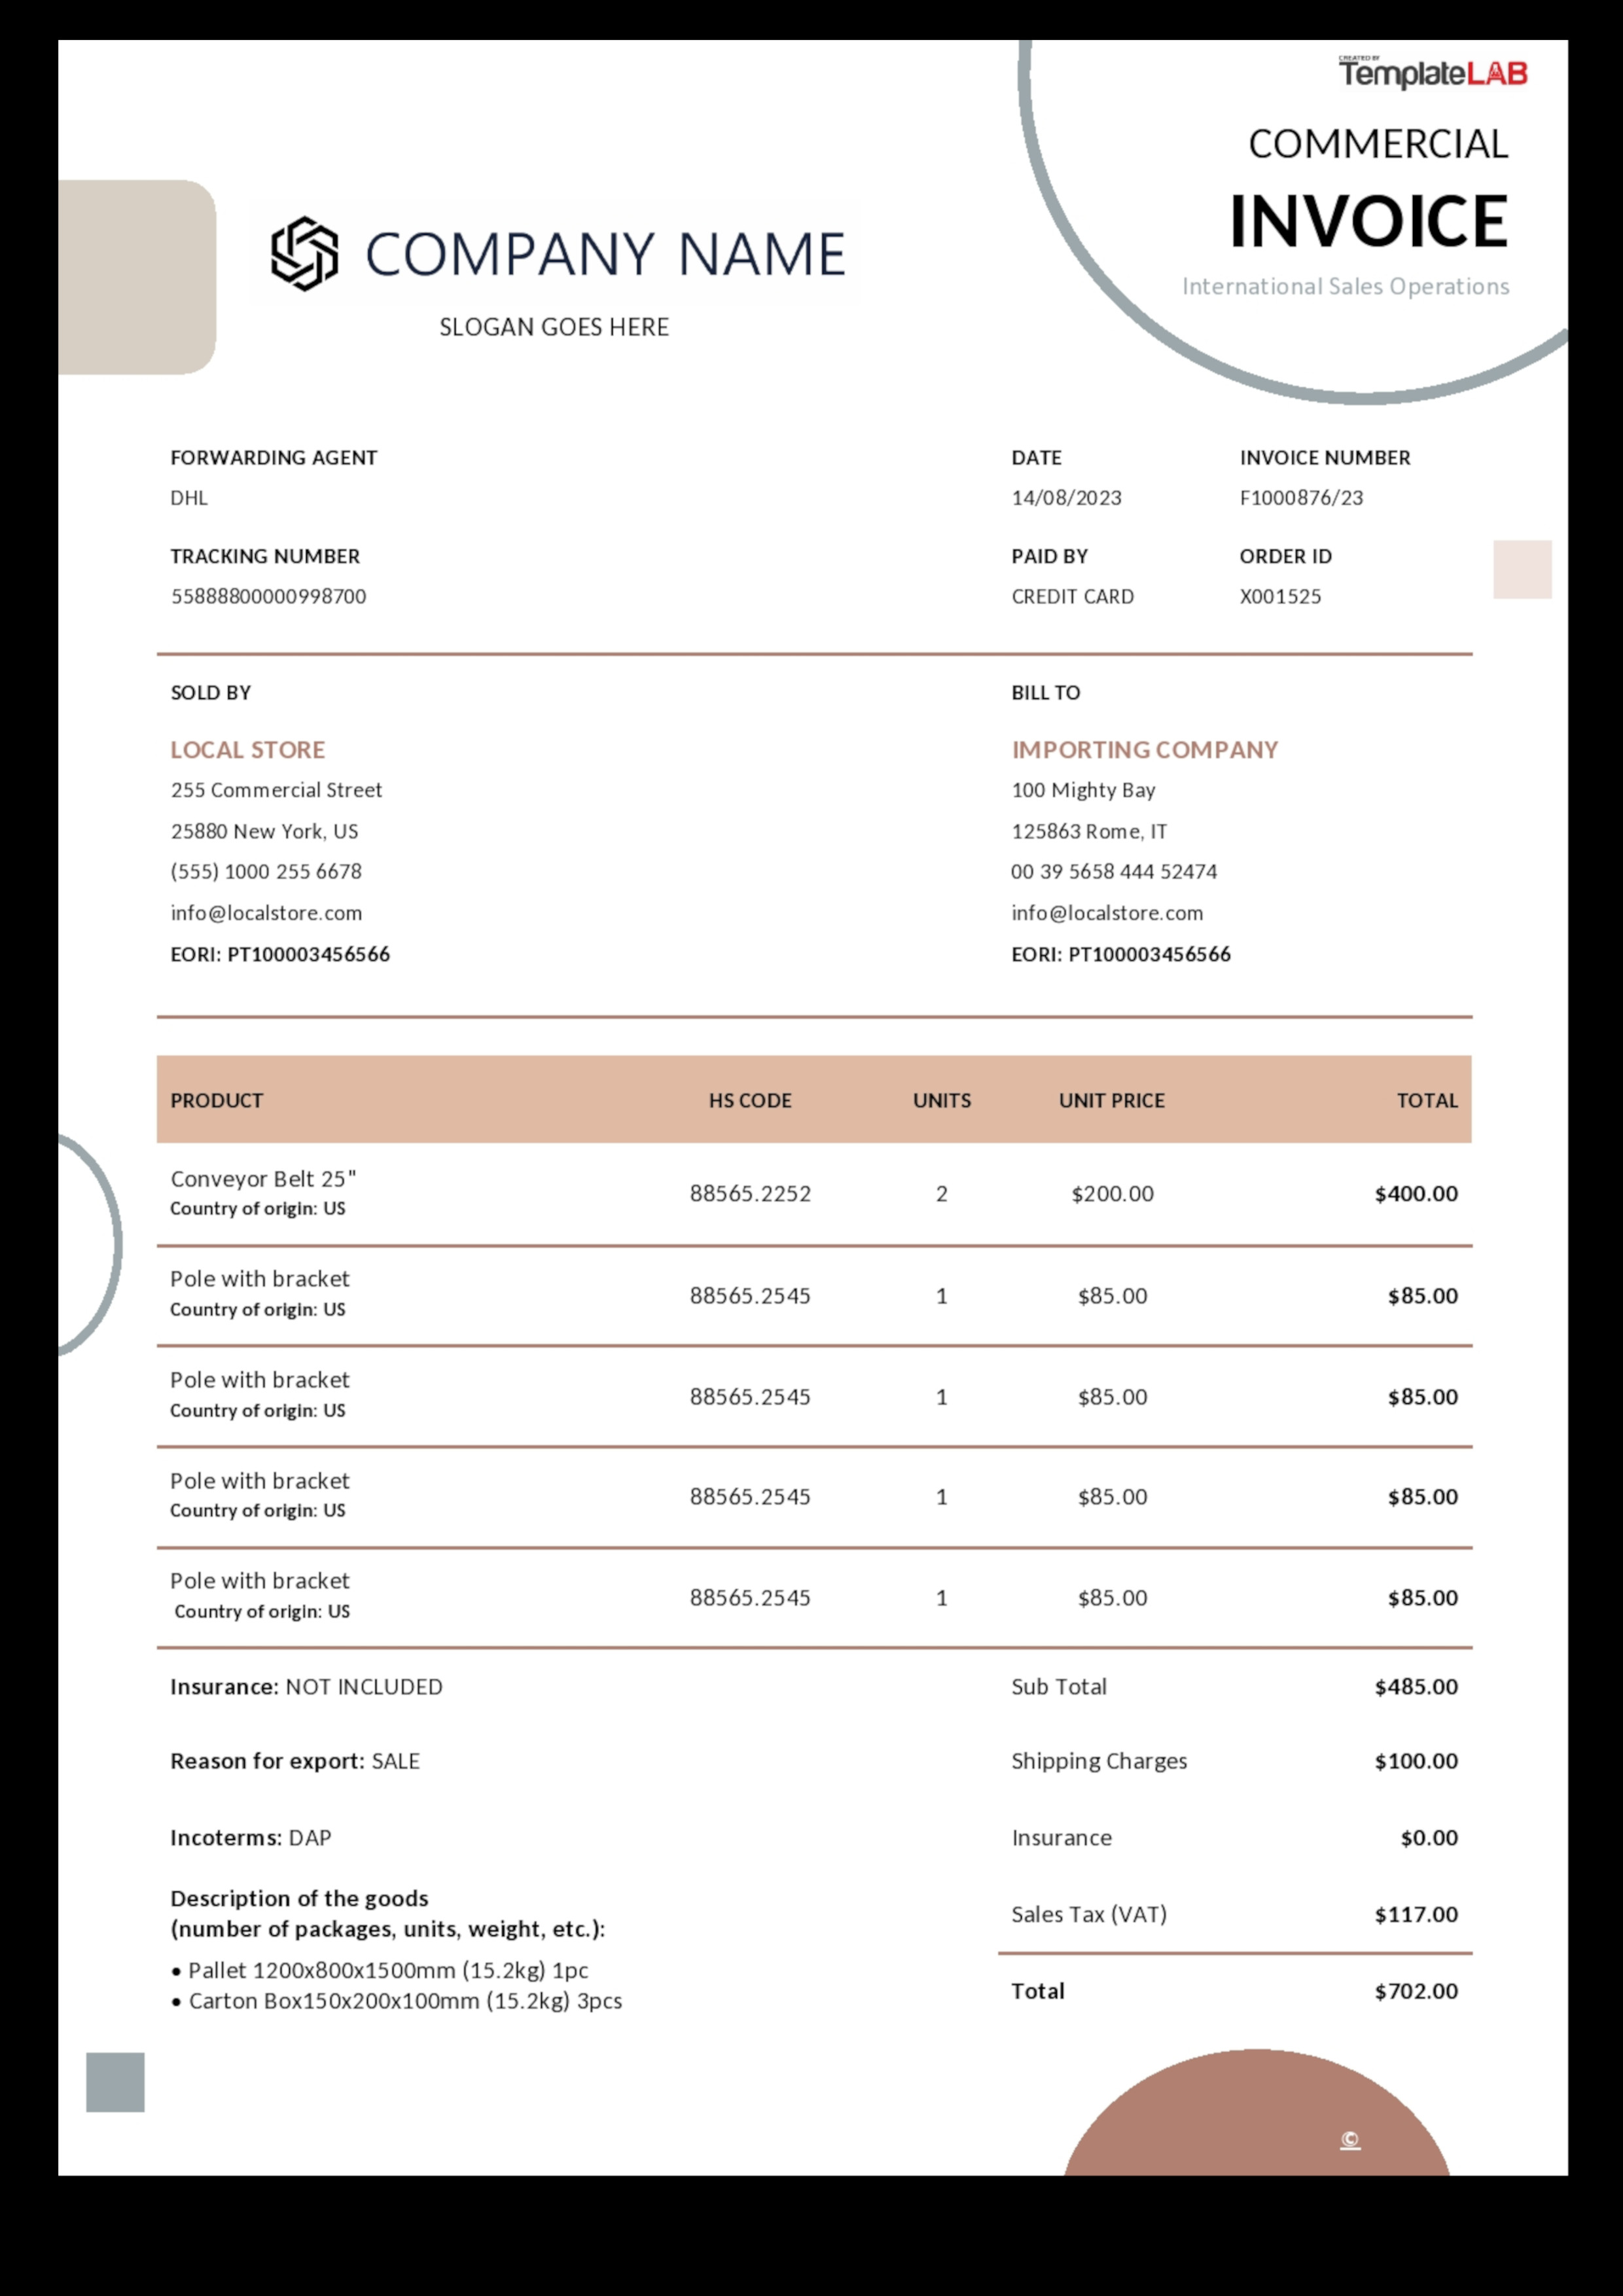 CREATED BY
TemplateLAB
COMMERCIAL
INVOICE
International Sales Operations
COMPANY NAME
SLOGAN GOES HERE
FORWARDING AGENT
DHL
DATE
14/08/2023
INVOICE NUMBER
F1000876/23
TRACKING NUMBER
55888800000998700
PAID BY
CREDIT CARD
ORDER ID
X001525
SOLD BY
LOCAL STORE
255 Commercial Street
25880 New York, US
(555) 1000 255 6678
info@localstore.com
EORI: PT100003456566
BILL TO
IMPORTING COMPANY
100 Mighty Bay
125863 Rome, IT
00 39 5658 444 52474
info@localstore.com
EORI: PT100003456566
PRODUCT HS CODE UNITS UNIT PRICE TOTAL
Conveyor Belt 25"
Country of origin: US
88565.2252 2 $200.00 $400.00
Pole with bracket
Country of origin: US
88565.2545 1 $85.00 $85.00
Pole with bracket
Country of origin: US
88565.2545 1 $85.00 $85.00
Pole with bracket
Country of origin: US
88565.2545 1 $85.00 $85.00
Pole with bracket
Country of origin: US
88565.2545 1 $85.00 $85.00
Insurance: NOT INCLUDED
Reason for export: SALE
Incoterms: DAP
Description of the goods
(number of packages, units, weight, etc.):
• Pallet 1200x800x1500mm (15.2kg) 1pc
• Carton Box150x200x100mm (15.2kg) 3pcs
Sub Total $485.00
Shipping Charges $100.00
Insurance $0.00
Sales Tax (VAT) $117.00
Total $702.00
©